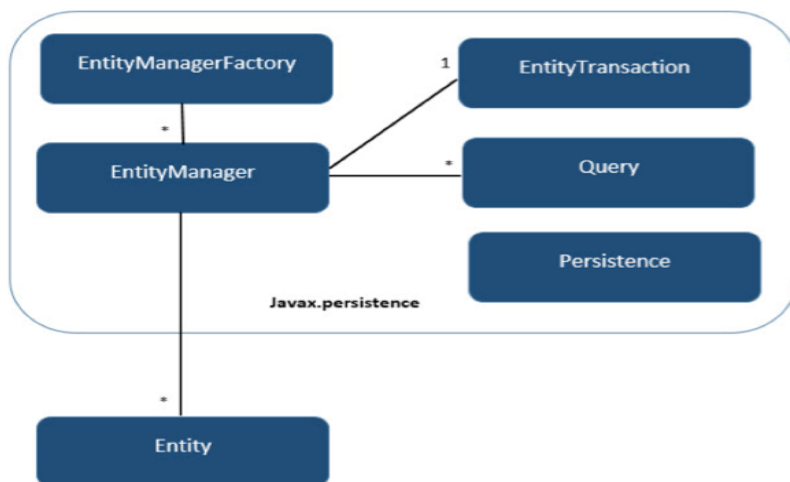 EntityManagerFactory
1
EntityTransaction
*
EntityManager
*
Query
Persistence
Javax.persistence
*
Entity